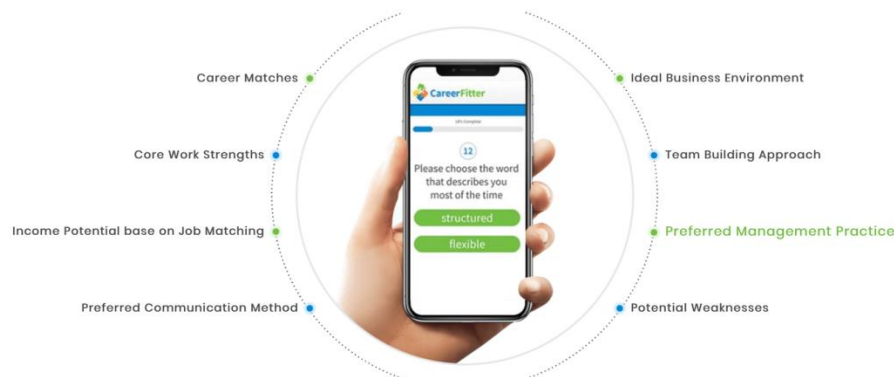 Career Matches
Core Work Strengths
Income Potential base on Job Matching
Preferred Communication Method
CareerFitter
10% Complete
12
Please choose the word
that describes you
most of the time
structured
flexible
Ideal Business Environment
Team Building Approach
Preferred Management Practice
Potential Weaknesses